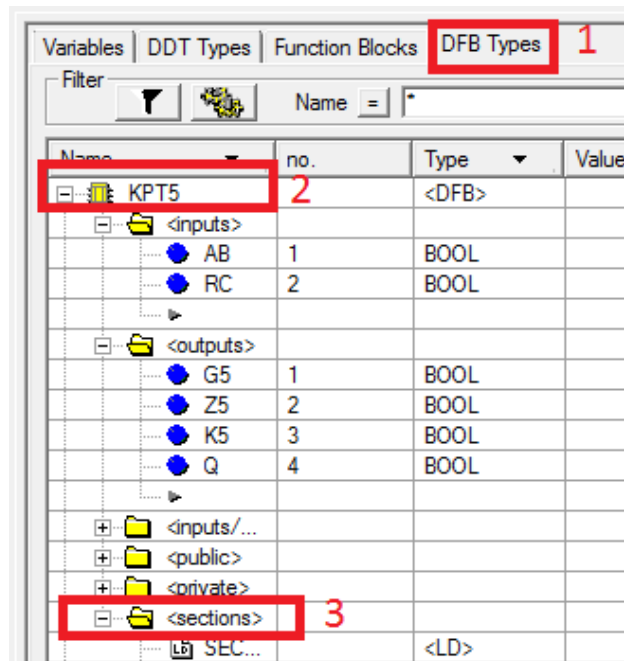 Variables DDT Types Function Blocks DFB Types 1
Filter
Name = *
Name no. Type Value
KPT5 2 <DFB>
<inputs>
AB 1 BOOL
RC 2 BOOL
<outputs>
G5 1 BOOL
Z5 2 BOOL
K5 3 BOOL
Q 4 BOOL
<inputs/...
<public>
<private>
<sections> 3
LD SEC... <LD>